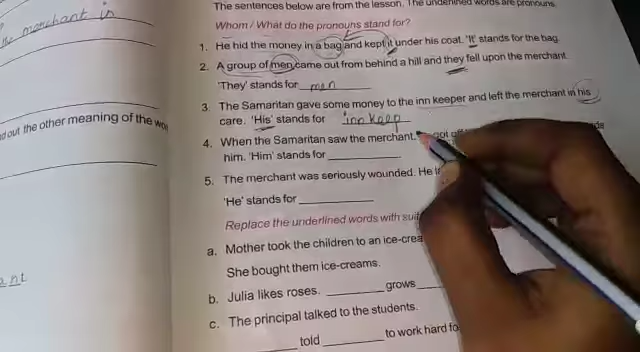 The sentences below are from the lesson. The underlined words are pronouns.
the merchant in
Whom / What do the pronouns stand for?
1. He hid the money in a bag and kept it under his coat. 'It' stands for the bag.
2. A group of men came out from behind a hill and they fell upon the merchant.
'They' stands for men
3. The Samaritan gave some money to the inn keeper and left the merchant in his
care. 'His' stands for inn keep
out the other meaning of the
4. When the Samaritan saw the merchant, got
him. 'Him' stands for
5. The merchant was seriously wounded. He
'He' stands for
Replace the underlined words with
a. Mother took the children to an
She bought them ice-creams.
b. Julia likes roses. grows
c. The principal talked to the students.
told to work hard